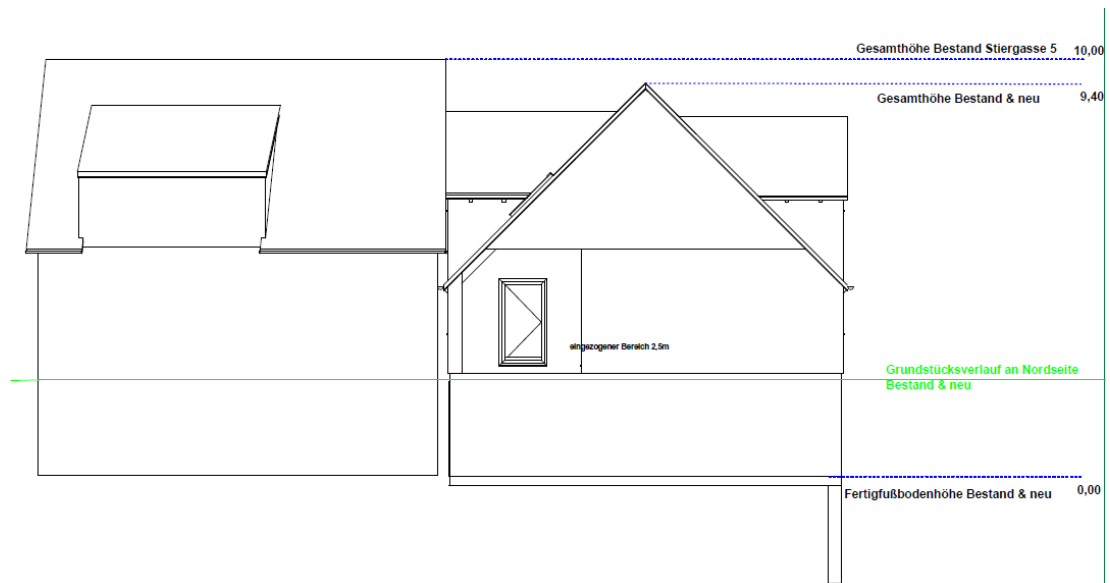 Gesamthöhe Bestand Stiergasse 5 10,00
Gesamthöhe Bestand & neu 9,40
eingezogener Bereich 2,5m
Grundstücksverlauf an Nordseite
Bestand & neu
Fertigfußbodenhöhe Bestand & neu 0,00